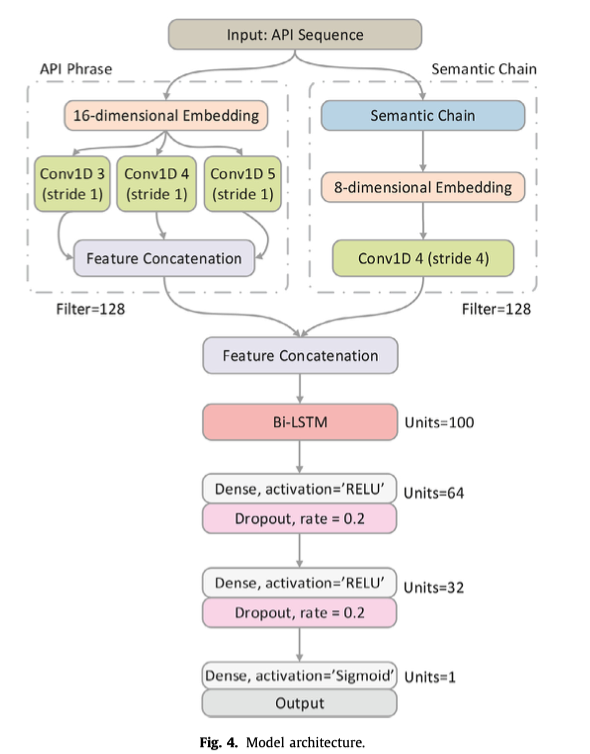 Input: API Sequence
API Phrase
Semantic Chain
16-dimensional Embedding
Semantic Chain
Conv1D 3
(stride 1)
Conv1D 4
(stride 1)
Conv1D 5
(stride 1)
8-dimensional Embedding
Feature Concatenation
Conv1D 4 (stride 4)
Filter=128
Filter=128
Feature Concatenation
Bi-LSTM
Units=100
Dense, activation=’RELU’
Units=64
Dropout, rate = 0.2
Dense, activation=’RELU’
Units=32
Dropout, rate = 0.2
Dense, activation=’Sigmoid’
Units=1
Output
Fig. 4. Model architecture.